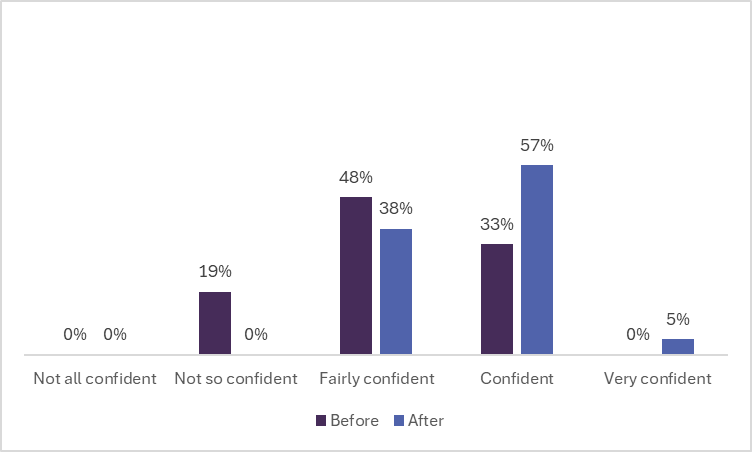 57%
48%
38%
33%
19%
5%
0% 0% 0% 0%
Not all confident Not so confident Fairly confident Confident Very confident
Before After